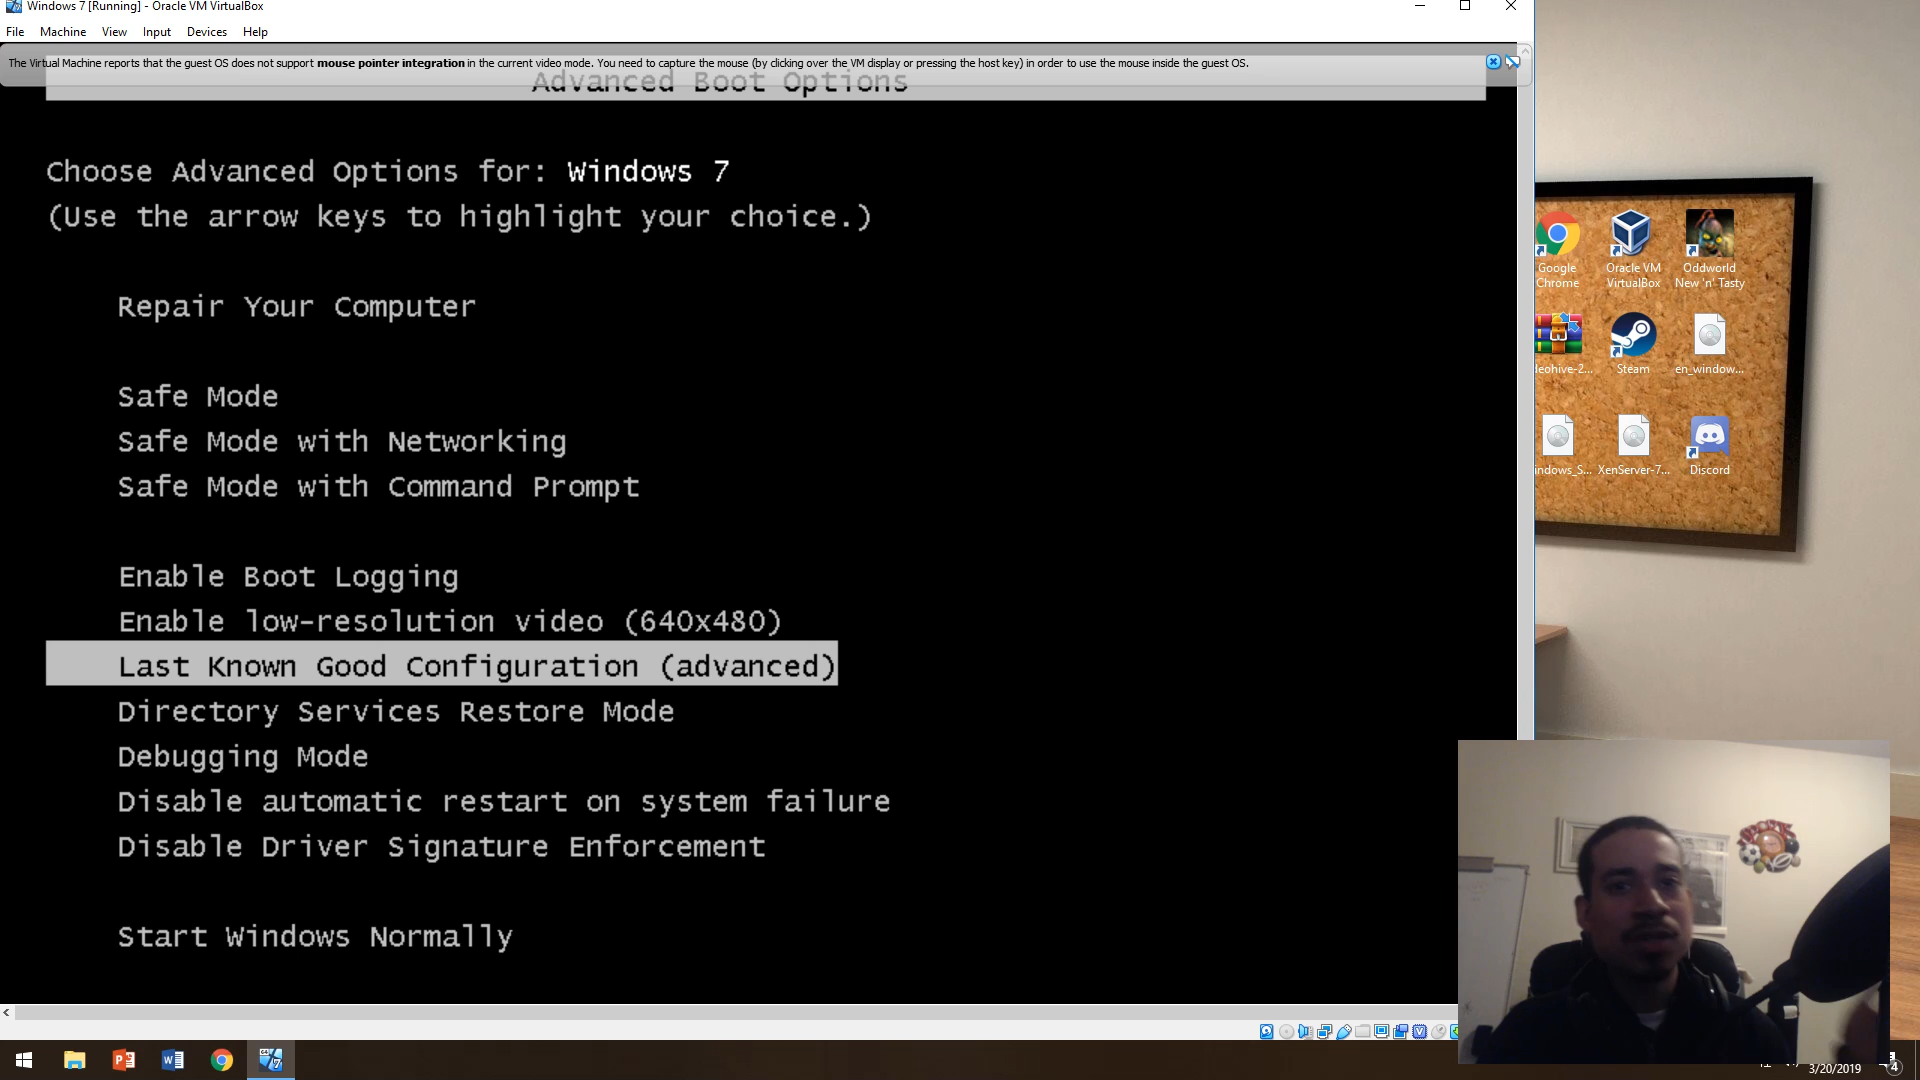 Windows 7 [Running] - Oracle VM VirtualBox
File Machine View Input Devices Help
The Virtual Machine reports that the guest OS does not support mouse pointer integration in the current video mode. You need to capture the mouse (by clicking over the VM display or pressing the host key) in order to use the mouse inside the guest OS.
Advanced Boot Options
Choose Advanced Options for: Windows 7
(Use the arrow keys to highlight your choice.)
Repair Your Computer
Safe Mode
Safe Mode with Networking
Safe Mode with Command Prompt
Enable Boot Logging
Enable low-resolution video (640x480)
Last Known Good Configuration (advanced)
Directory Services Restore Mode
Debugging Mode
Disable automatic restart on system failure
Disable Driver Signature Enforcement
Start Windows Normally
Google Chrome
Oracle VM VirtualBox
Oddworld New 'n' Tasty
eohive-2...
Steam
en_window...
indows_S...
XenServer-7...
Discord
3/20/2019
4